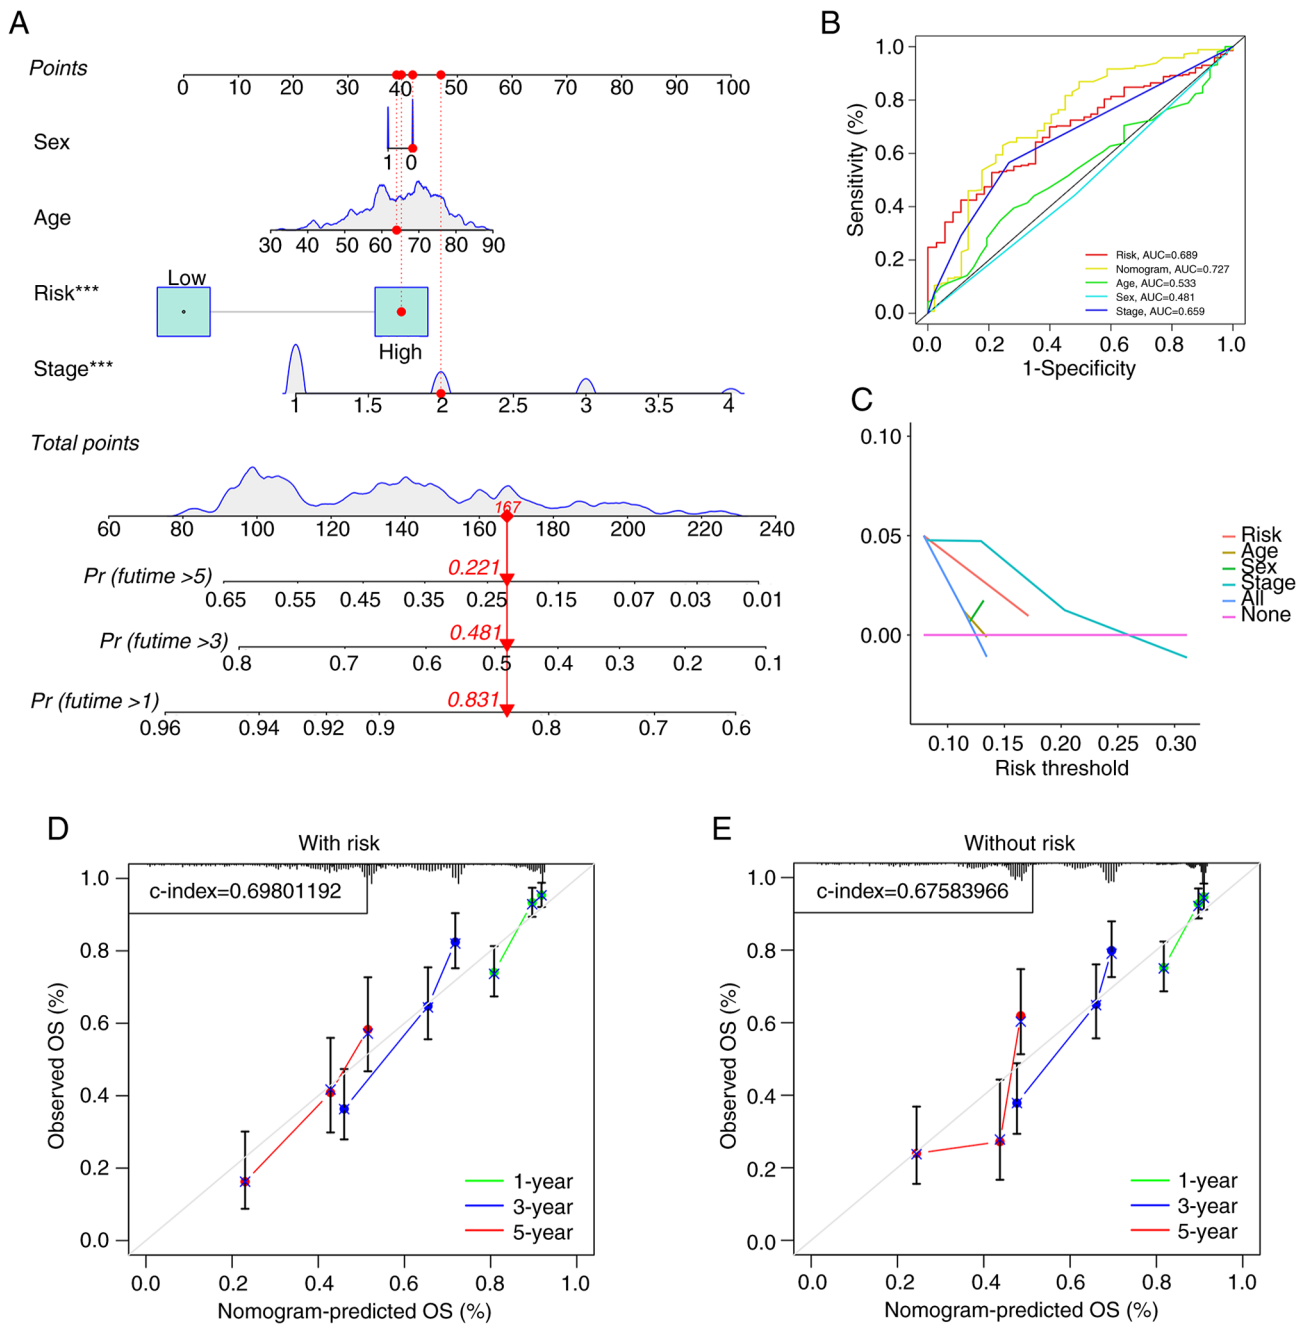 A
Points
0 10 20 30 40 50 60 70 80 90 100
Sex
1 0
Age
30 40 50 60 70 80 90
Low
Risk***
High
Stage***
1 1.5 2 2.5 3 3.5 4
Total points
167
60 80 100 120 140 160 180 200 220 240
0.221
Pr (futime >5)
0.65 0.55 0.45 0.35 0.25 0.15 0.07 0.03 0.01
0.481
Pr (futime >3)
0.8 0.7 0.6 0.5 0.4 0.3 0.2 0.1
0.831
Pr (futime >1)
0.96 0.94 0.92 0.9 0.8 0.7 0.6
B
Sensitivity (%)
1.0
0.8
0.6
0.4
0.2
0.0
Risk, AUC=0.689
Nomogram, AUC=0.727
Age, AUC=0.533
Sex, AUC=0.481
Stage, AUC=0.659
0.0 0.2 0.4 0.6 0.8 1.0
1-Specificity
C
0.10
0.05
0.00
Risk
Age
Sex
Stage
All
None
0.10 0.15 0.20 0.25 0.30
Risk threshold
D
With risk
c-index=0.69801192
Observed OS (%)
1.0
0.8
0.6
0.4
0.2
0.0
1-year
3-year
5-year
0.0 0.2 0.4 0.6 0.8 1.0
Nomogram-predicted OS (%)
E
Without risk
c-index=0.67583966
Observed OS (%)
1.0
0.8
0.6
0.4
0.2
0.0
1-year
3-year
5-year
0.0 0.2 0.4 0.6 0.8 1.0
Nomogram-predicted OS (%)